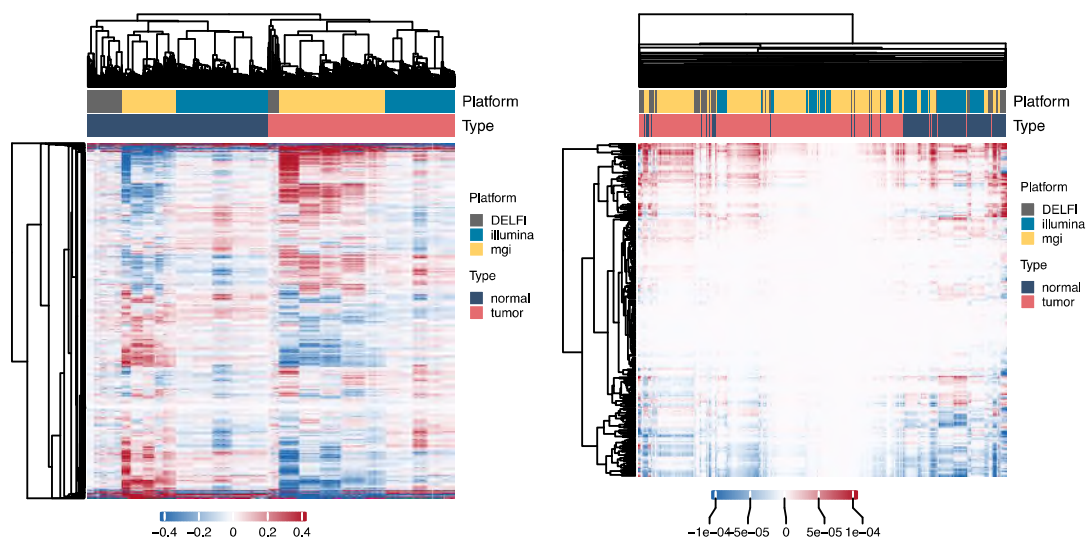 Platform
Type
Platform
DELFI
illumina
mgi
Type
normal
tumor
−0.4 −0.2 0 0.2 0.4
Platform
Type
Platform
DELFI
illumina
mgi
Type
normal
tumor
−1e−04 −5e−05 0 5e−05 1e−04